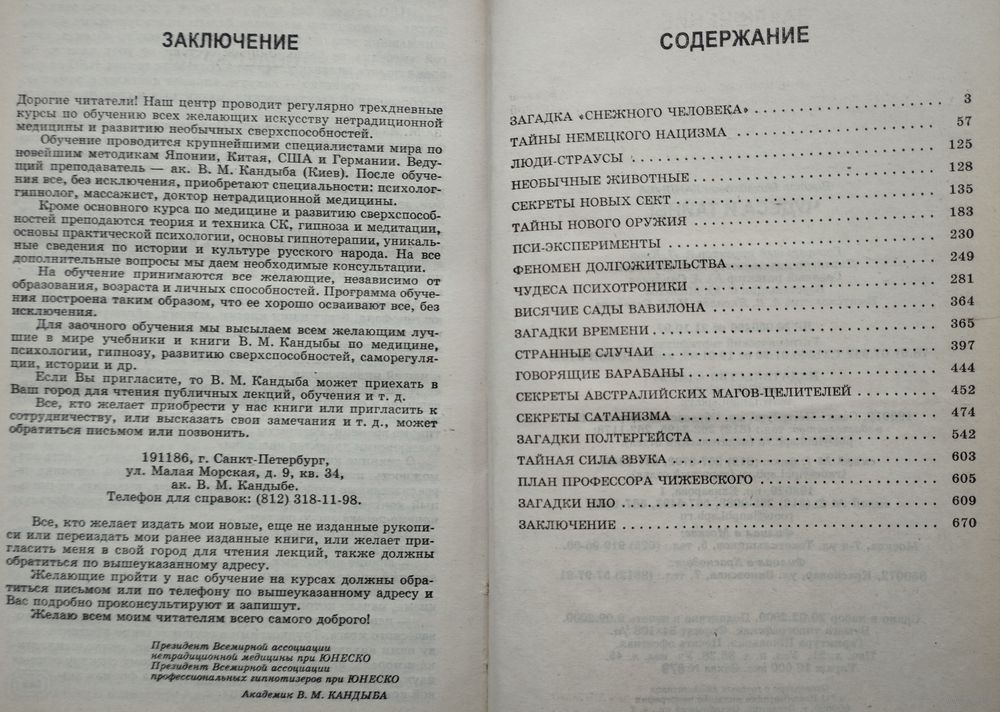 ЗАКЛЮЧЕНИЕ
Дорогие читатели! Наш центр проводит регулярно трехдневные
курсы по обучению всех желающих искусству нетрадиционной
медицины и развитию необычных сверхспособностей.
Обучение проводится крупнейшими специалистами мира по
новейшим методикам Японии, Китая, США и Германии. Веду-
щий преподаватель — ак. В. М. Кандыба (Киев). После обуче-
ния все, без исключения, приобретают специальности: психолог-
гипнолог, массажист, доктор нетрадиционной медицины.
Кроме основного курса по медицине и развитию сверхспособ-
ностей преподаются теория и техника СК, гипноза и медитации,
основы практической психологии, основы гипнотерапии, уникаль-
ные сведения по истории и культуре русского народа. На все
дополнительные вопросы мы даем необходимые консультации.
На обучение принимаются все желающие, независимо от
образования, возраста и личных способностей. Программа обуче-
ния построена таким образом, что ее хорошо осваивают все, без
исключения.
Для заочного обучения мы высылаем всем желающим луч-
шие в мире учебники и книги В. М. Кандыбы по медицине,
психологии, гипнозу, развитию сверхспособностей, саморегуля-
ции, истории и др.
Если Вы пригласите, то В. М. Кандыба может приехать в
Ваш город для чтения публичных лекций, обучения и т. д.
Все, кто желает приобрести у нас книги или пригласить к
сотрудничеству, или высказать свои замечания и т. д., может
обратиться письмом или позвонить.
191186, г. Санкт-Петербург,
ул. Малая Морская, д. 9, кв. 34,
ак. В. М. Кандыбе.
Телефон для справок: (812) 318-11-98.
Все, кто желает издать мои новые, еще не изданные рукопи-
си или переиздать мои ранее изданные книги, или желает при-
гласить меня в свой город для чтения лекций, также должны
обратиться по вышеуказанному адресу.
Желающие пройти у нас обучение на курсах должны обра-
титься письмом или по телефону по вышеуказанному адресу и
Вас подробно проконсультируют и запишут.
Желаю всем моим читателям всего самого доброго!
Президент Всемирной ассоциации
нетрадиционной медицины при ЮНЕСКО
Президент Всемирной ассоциации
профессиональных гипнотизеров при ЮНЕСКО
Академик В. М. КАНДЫБА
СОДЕРЖАНИЕ
ЗАГАДКА «СНЕЖНОГО ЧЕЛОВЕКА» . . . . . . . . . . 3
ТАЙНЫ НЕМЕЦКОГО НАЦИЗМА . . . . . . . . . . 57
ЛЮДИ-СТРАУСЫ . . . . . . . . . . 125
НЕОБЫЧНЫЕ ЖИВОТНЫЕ . . . . . . . . . . 128
СЕКРЕТЫ НОВЫХ СЕКТ . . . . . . . . . . 135
ТАЙНЫ НОВОГО ОРУЖИЯ . . . . . . . . . . 183
ПСИ-ЭКСПЕРИМЕНТЫ . . . . . . . . . . 230
ФЕНОМЕН ДОЛГОЖИТЕЛЬСТВА . . . . . . . . . . 249
ЧУДЕСА ПСИХОТРОНИКИ . . . . . . . . . . 281
ВИСЯЧИЕ САДЫ ВАВИЛОНА . . . . . . . . . . 364
ЗАГАДКИ ВРЕМЕНИ . . . . . . . . . . 365
СТРАННЫЕ СЛУЧАИ . . . . . . . . . . 397
ГОВОРЯЩИЕ БАРАБАНЫ . . . . . . . . . . 444
СЕКРЕТЫ АВСТРАЛИЙСКИХ МАГОВ-ЦЕЛИТЕЛЕЙ . . . . . . . . . . 452
СЕКРЕТЫ САТАНИЗМА . . . . . . . . . . 474
ЗАГАДКИ ПОЛТЕРГЕЙСТА . . . . . . . . . . 542
ТАЙНАЯ СИЛА ЗВУКА . . . . . . . . . . 603
ПЛАН ПРОФЕССОРА ЧИЖЕВСКОГО . . . . . . . . . . 605
ЗАГАДКИ НЛО . . . . . . . . . . 609
ЗАКЛЮЧЕНИЕ . . . . . . . . . . 670